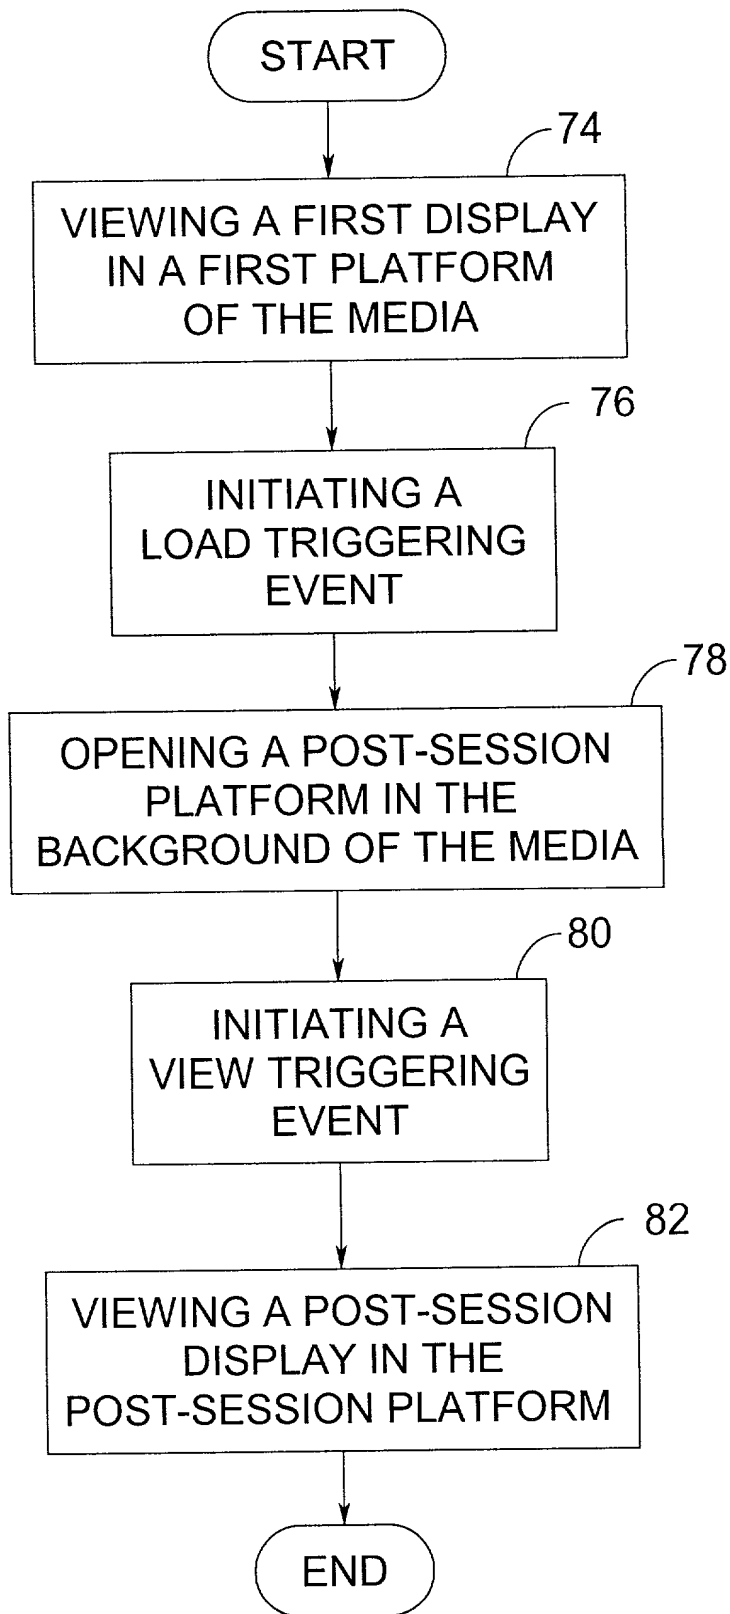 START
74
VIEWING A FIRST DISPLAY
IN A FIRST PLATFORM
OF THE MEDIA
76
INITIATING A
LOAD TRIGGERING
EVENT
78
OPENING A POST-SESSION
PLATFORM IN THE
BACKGROUND OF THE MEDIA
80
INITIATING A
VIEW TRIGGERING
EVENT
82
VIEWING A POST-SESSION
DISPLAY IN THE
POST-SESSION PLATFORM
END